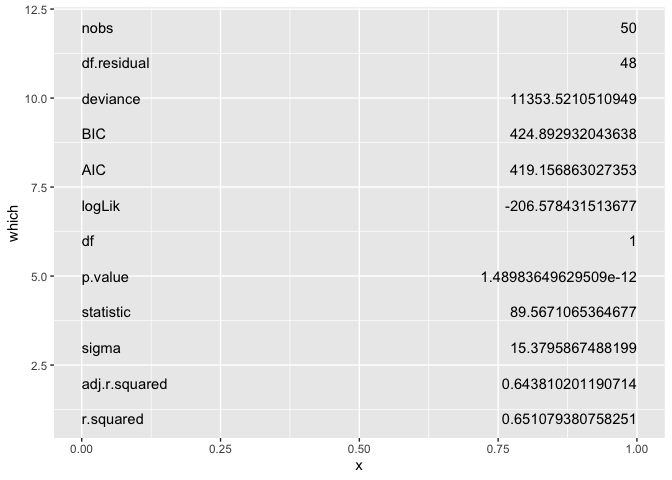 12.5
nobs 50
df.residual 48
10.0 deviance 11353.5210510949
BIC 424.892932043638
AIC 419.156863027353
7.5
logLik -206.578431513677
which
df 1
5.0 p.value 1.48983649629509e-12
statistic 89.5671065364677
sigma 15.3795867488199
2.5
adj.r.squared 0.643810201190714
r.squared 0.651079380758251
0.00 0.25 0.50 0.75 1.00
x